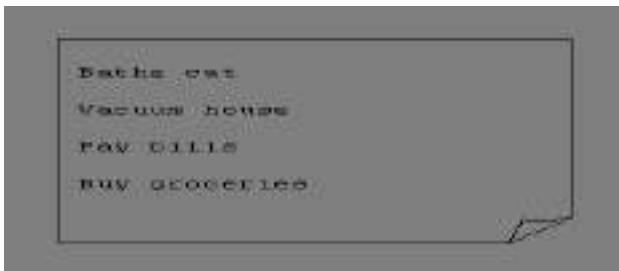 Bathe cat
Vacuum house
Pay bills
Buy groceries